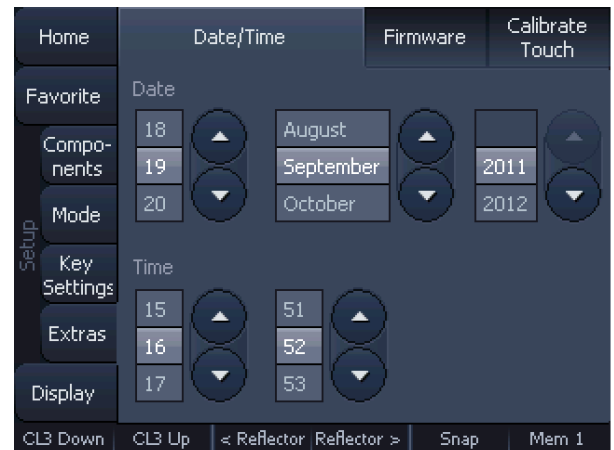 Home
Date/Time
Firmware
Calibrate
Touch
Favorite
Compo-
nents
Mode
Setup
Key
Settings
Extras
Display
Date
18
19
20
August
September
October
2011
2012
Time
15
16
17
51
52
53
CL3 Down
CL3 Up
< Reflector
Reflector >
Snap
Mem 1